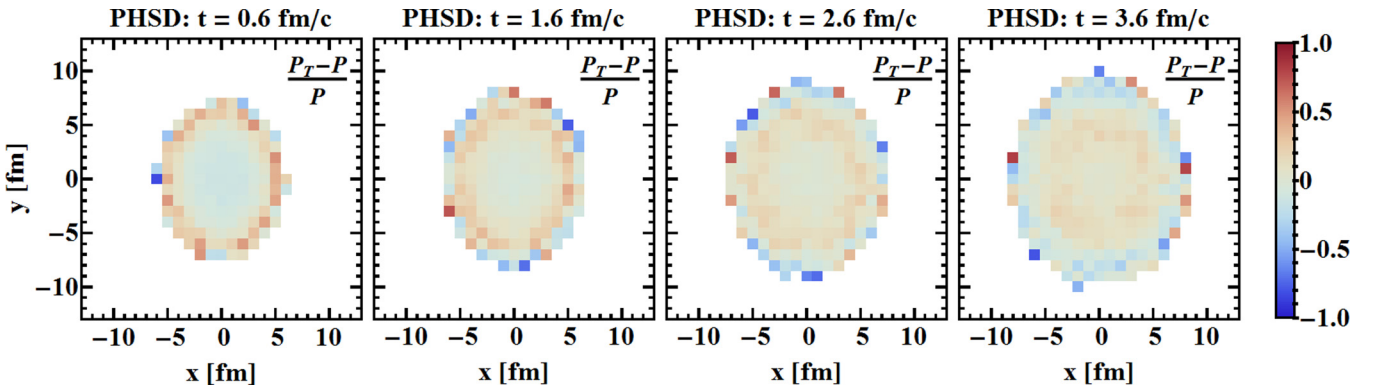 PHSD: t = 0.6 fm/c PHSD: t = 1.6 fm/c PHSD: t = 2.6 fm/c PHSD: t = 3.6 fm/c
P_T−P
P
P_T−P
P
P_T−P
P
P_T−P
P
y [fm]
10
5
0
−5
−10
−10 −5 0 5 10
−10 −5 0 5 10
−10 −5 0 5 10
−10 −5 0 5 10
x [fm] x [fm] x [fm] x [fm]
1.0
0.5
0
−0.5
−1.0